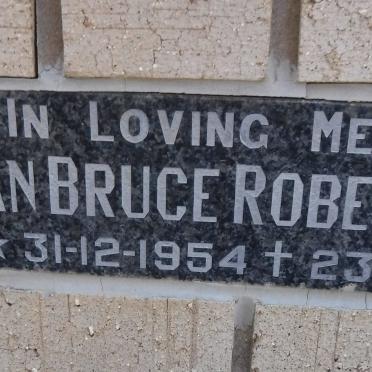 IN LOVING ME
AN BRUCE ROBE
★ 31-12-1954 † 23